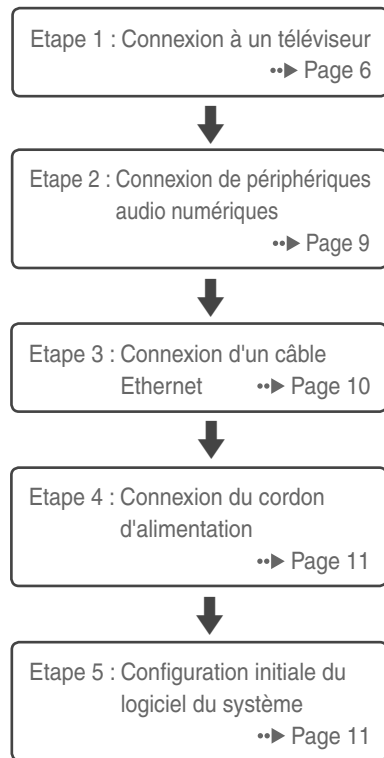 Etape 1 : Connexion à un téléviseur
••▶ Page 6
Etape 2 : Connexion de périphériques
audio numériques
••▶ Page 9
Etape 3 : Connexion d'un câble
Ethernet ••▶ Page 10
Etape 4 : Connexion du cordon
d'alimentation
••▶ Page 11
Etape 5 : Configuration initiale du
logiciel du système
••▶ Page 11